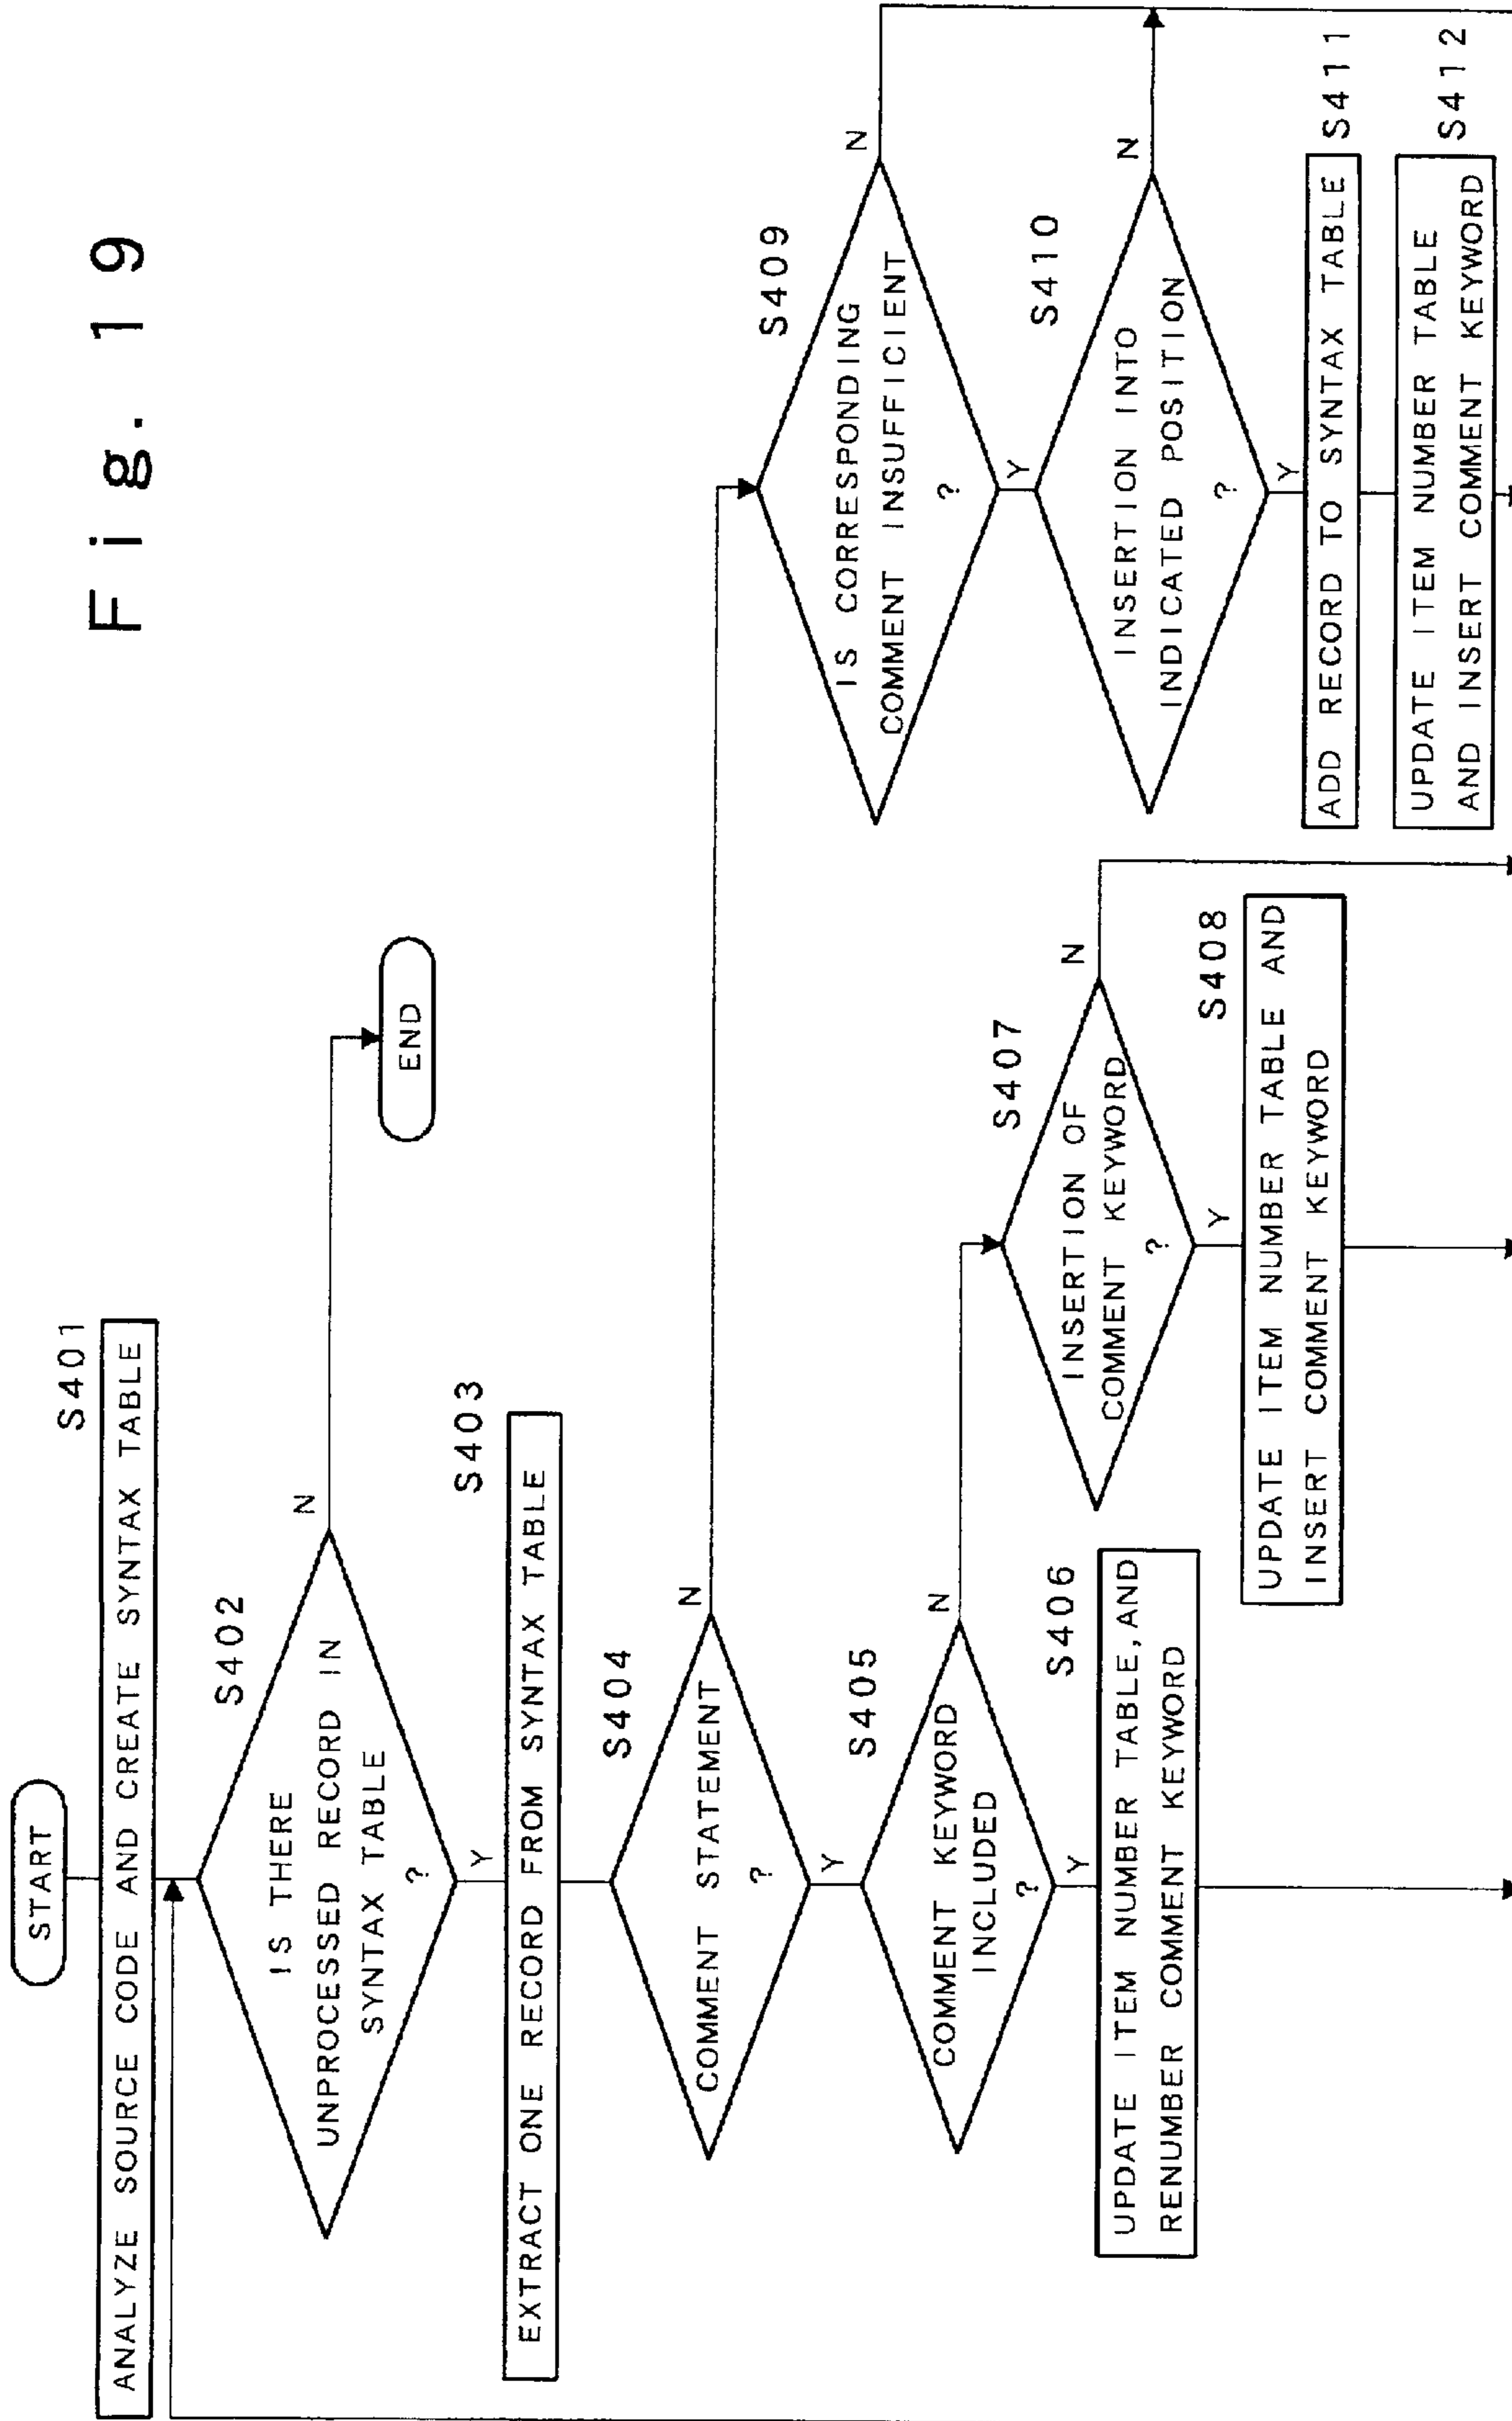 Fig. 19
START
S401
ANALYZE SOURCE CODE AND CREATE SYNTAX TABLE
S402
IS THERE
UNPROCESSED RECORD IN
SYNTAX TABLE
?
N
Y
END
S403
EXTRACT ONE RECORD FROM SYNTAX TABLE
S404
COMMENT STATEMENT
?
N
Y
S405
COMMENT KEYWORD
INCLUDED
?
N
Y
S406
UPDATE ITEM NUMBER TABLE, AND
RENUMBER COMMENT KEYWORD
S407
INSERTION OF
COMMENT KEYWORD
?
N
Y
S408
UPDATE ITEM NUMBER TABLE AND
INSERT COMMENT KEYWORD
S409
IS CORRESPONDING
COMMENT INSUFFICIENT
?
N
Y
S410
INSERTION INTO
INDICATED POSITION
?
N
Y
S411
ADD RECORD TO SYNTAX TABLE
S412
UPDATE ITEM NUMBER TABLE
AND INSERT COMMENT KEYWORD